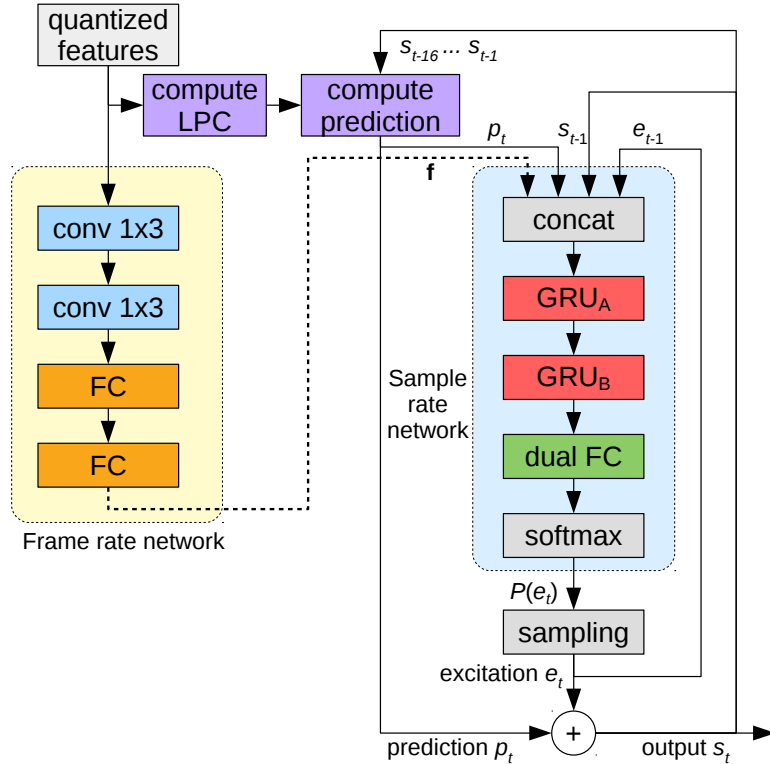 quantized
features
s_{t-16} ... s_{t-1}
compute
LPC
compute
prediction
p_t
s_{t-1}
e_{t-1}
f
conv 1x3
conv 1x3
FC
FC
Frame rate network
concat
GRU_A
GRU_B
dual FC
softmax
Sample
rate
network
P(e_t)
sampling
excitation e_t
+
prediction p_t
output s_t